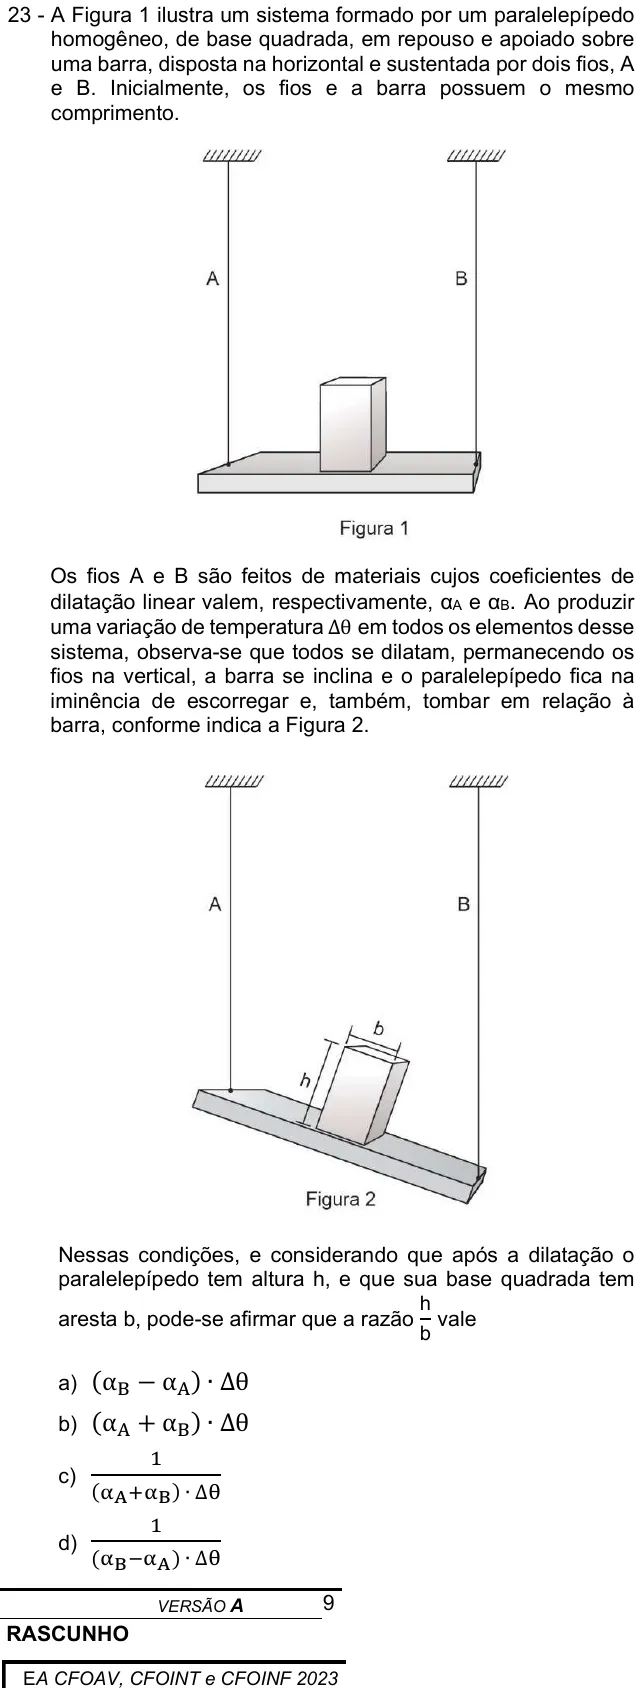 23 - A Figura 1 ilustra um sistema formado por um paralelepípedo
homogêneo, de base quadrada, em repouso e apoiado sobre
uma barra, disposta na horizontal e sustentada por dois fios, A
e B. Inicialmente, os fios e a barra possuem o mesmo
comprimento.
A
B
Figura 1
Os fios A e B são feitos de materiais cujos coeficientes de
dilatação linear valem, respectivamente, αA e αB. Ao produzir
uma variação de temperatura Δθ em todos os elementos desse
sistema, observa-se que todos se dilatam, permanecendo os
fios na vertical, a barra se inclina e o paralelepípedo fica na
iminência de escorregar e, também, tombar em relação à
barra, conforme indica a Figura 2.
A
B
b
h
Figura 2
Nessas condições, e considerando que após a dilatação o
paralelepípedo tem altura h, e que sua base quadrada tem
aresta b, pode-se afirmar que a razão h/b vale
a) (αB − αA) · Δθ
b) (αA + αB) · Δθ
c) 1/((αA+αB) · Δθ)
d) 1/((αB−αA) · Δθ)
VERSÃO A 9
RASCUNHO
EA CFOAV, CFOINT e CFOINF 2023